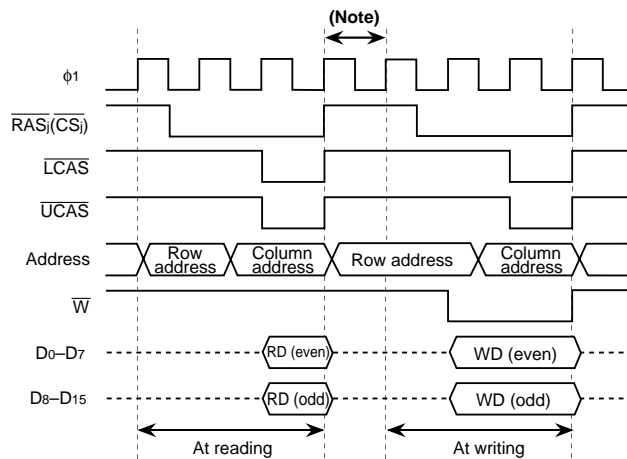 (Note)
φ1
RASj(CSj)
LCAS
UCAS
Address
Row
address
Column
address
Row address
Column
address
W
D0–D7
RD (even)
WD (even)
D8–D15
RD (odd)
WD (odd)
At reading
At writing